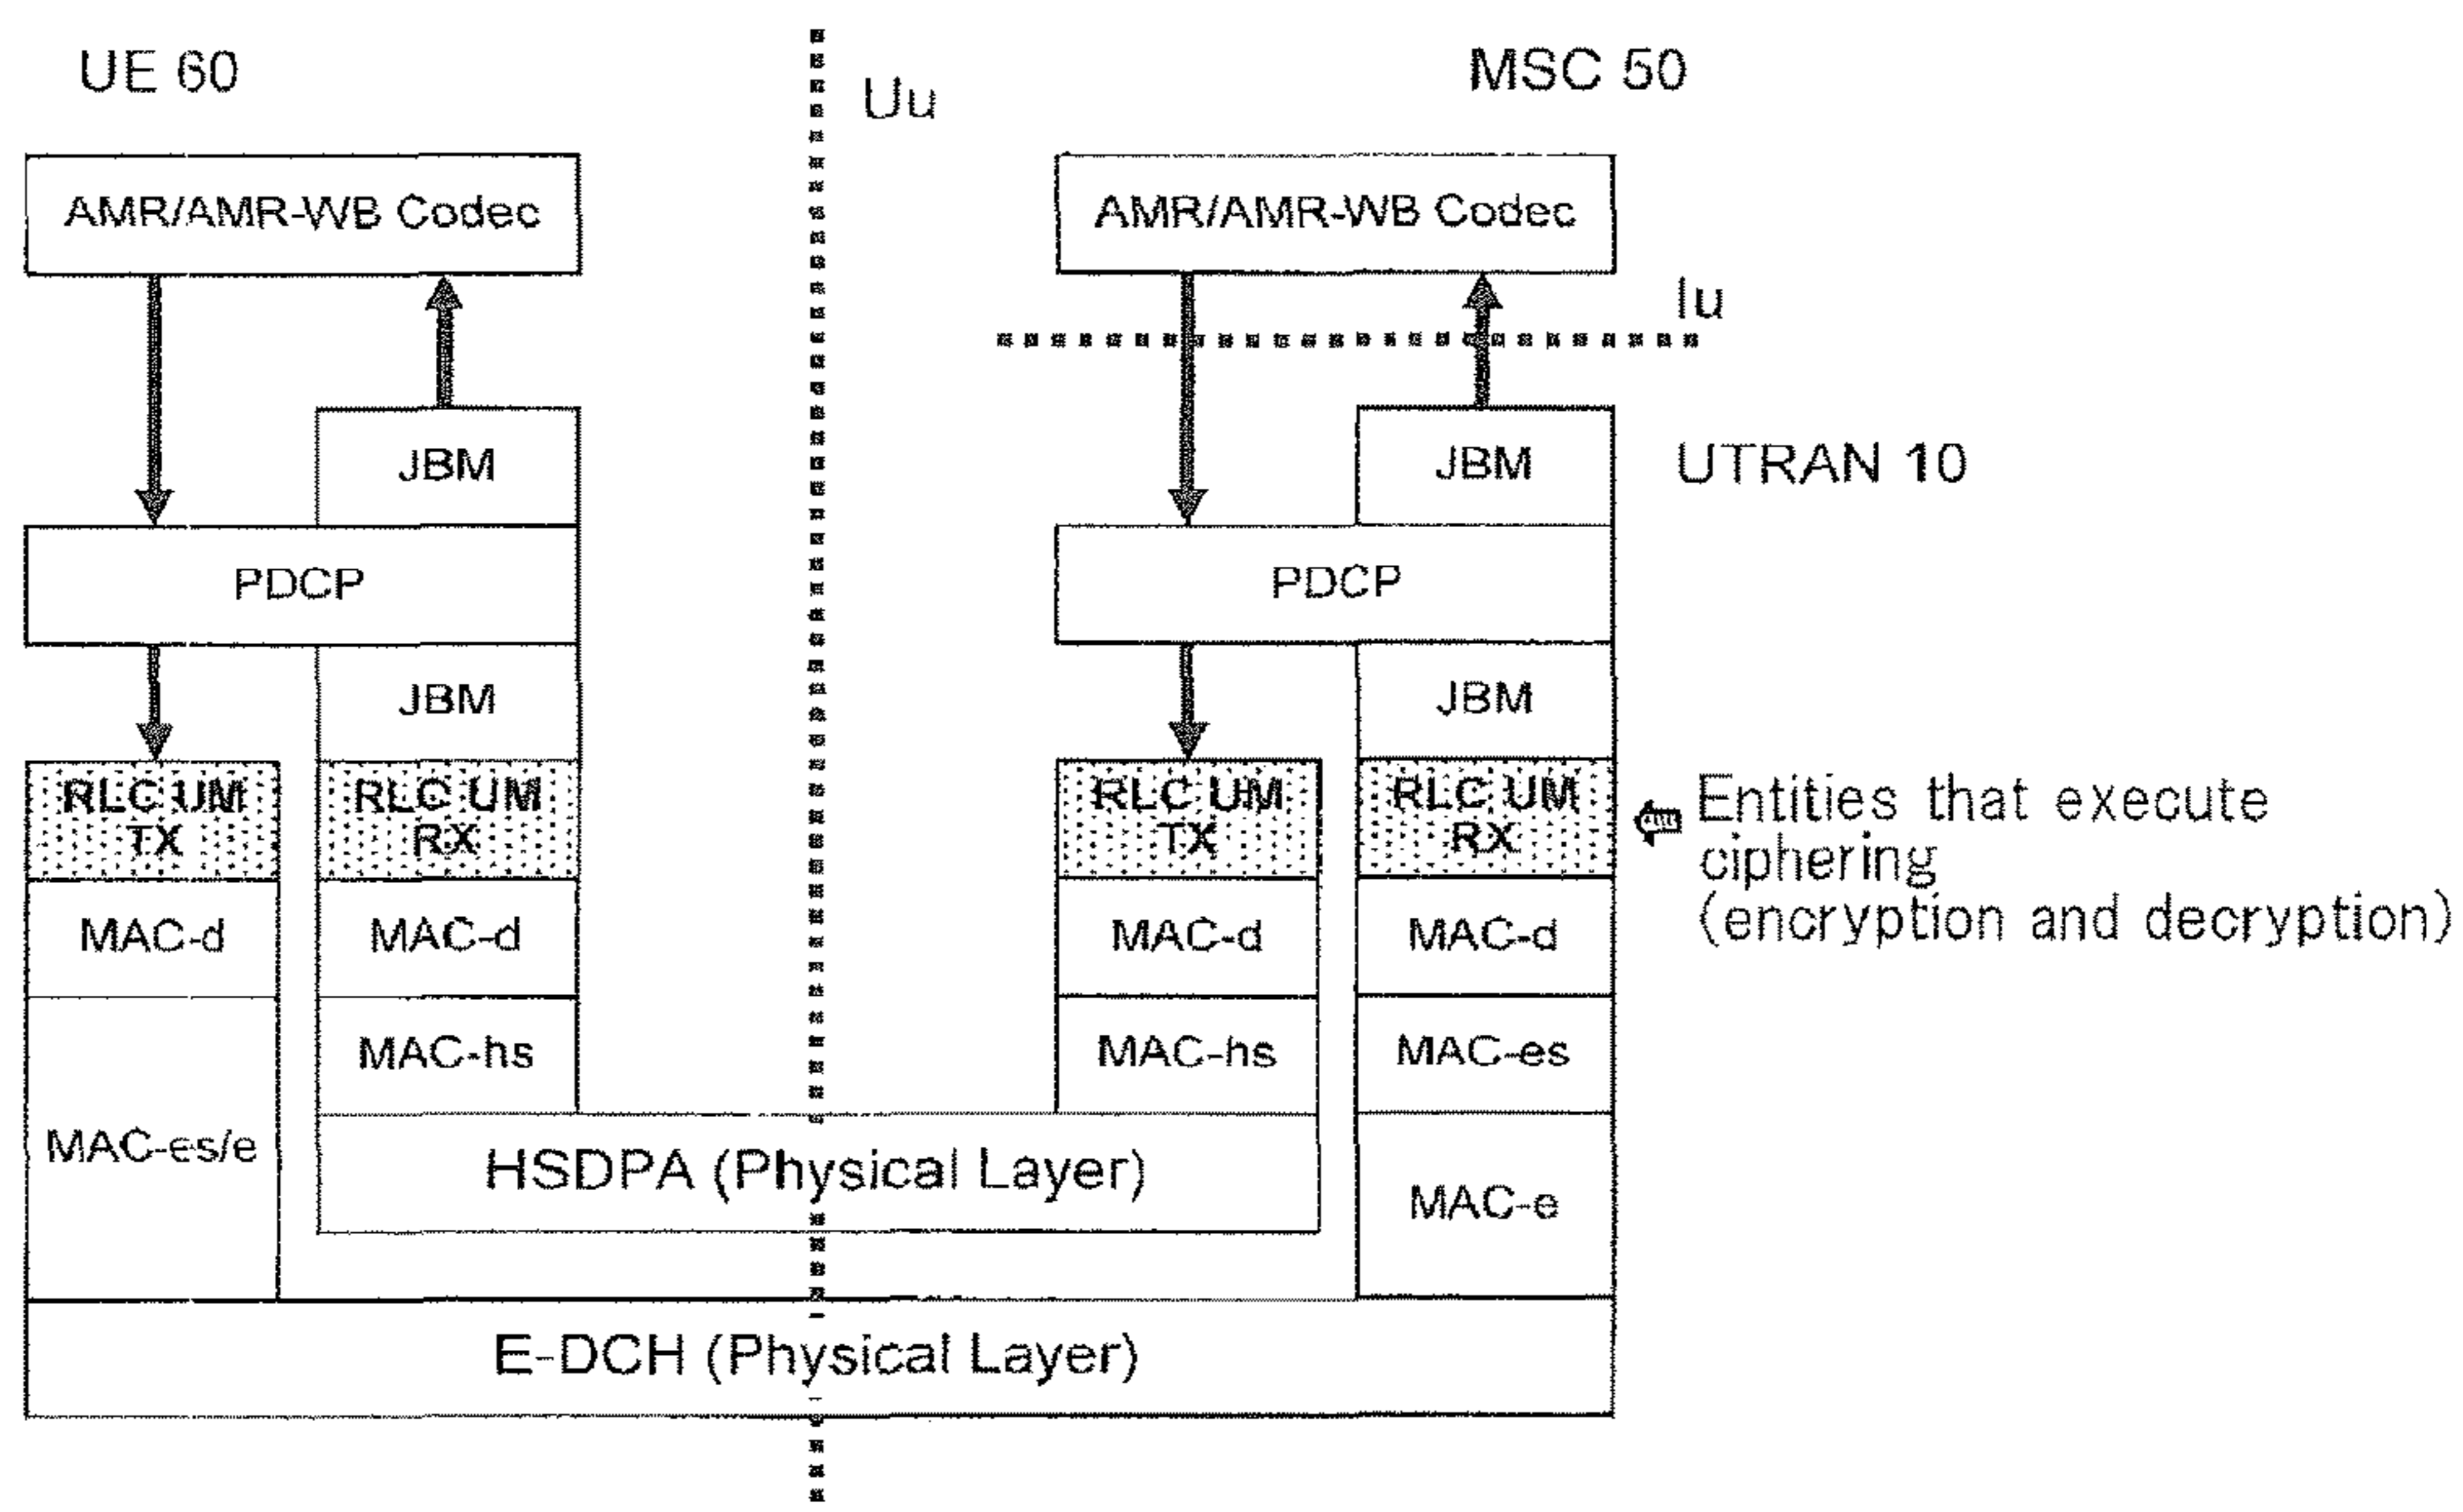 UE 60
Uu
MSC 50
AMR/AMR-WB Codec
AMR/AMR-WB Codec
Iu
JBM
JBM
UTRAN 10
PDCP
PDCP
JBM
JBM
RLC UM
TX
RLC UM
RX
RLC UM
TX
RLC UM
RX
Entities that execute
ciphering
(encryption and decryption)
MAC-d
MAC-d
MAC-d
MAC-d
MAC-hs
MAC-hs
MAC-es
MAC-es/e
HSDPA (Physical Layer)
MAC-e
E-DCH (Physical Layer)